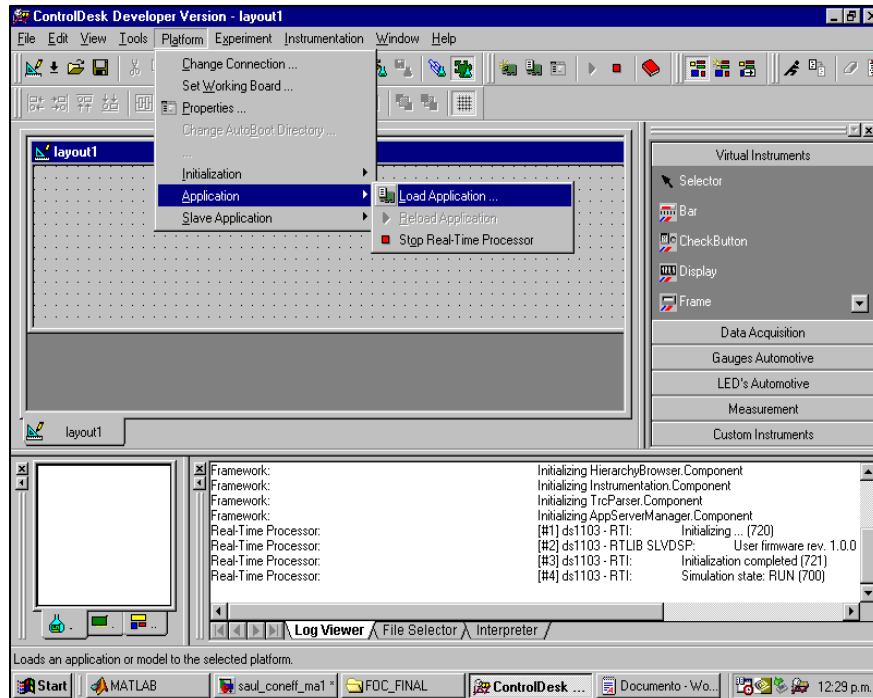 ControlDesk Developer Version - layout1
File Edit View Tools Platform Experiment Instrumentation Window Help
Change Connection ...
Set Working Board ...
Properties ...
Change AutoBoot Directory ...
...
Initialization
Application
Slave Application
Load Application ...
Reload Application
Stop Real-Time Processor
layout1
layout1
Virtual Instruments
Selector
Bar
CheckButton
Display
Frame
Data Acquisition
Gauges Automotive
LED's Automotive
Measurement
Custom Instruments
Framework: Initializing HierarchyBrowser.Component
Framework: Initializing Instrumentation.Component
Framework: Initializing TrcParser.Component
Framework: Initializing AppServerManager.Component
Real-Time Processor: [#1] ds1103 - RTI: Initializing ... (720)
Real-Time Processor: [#2] ds1103 - RTLIB SLVDSP: User firmware rev. 1.0.0
Real-Time Processor: [#3] ds1103 - RTI: Initialization completed (721)
Real-Time Processor: [#4] ds1103 - RTI: Simulation state: RUN (700)
Log Viewer File Selector Interpreter
Loads an application or model to the selected platform.
Start MATLAB saul_coneff_ma1 * FOC_FINAL ControlDesk ... Documento - Wo... 12:29 p.m.